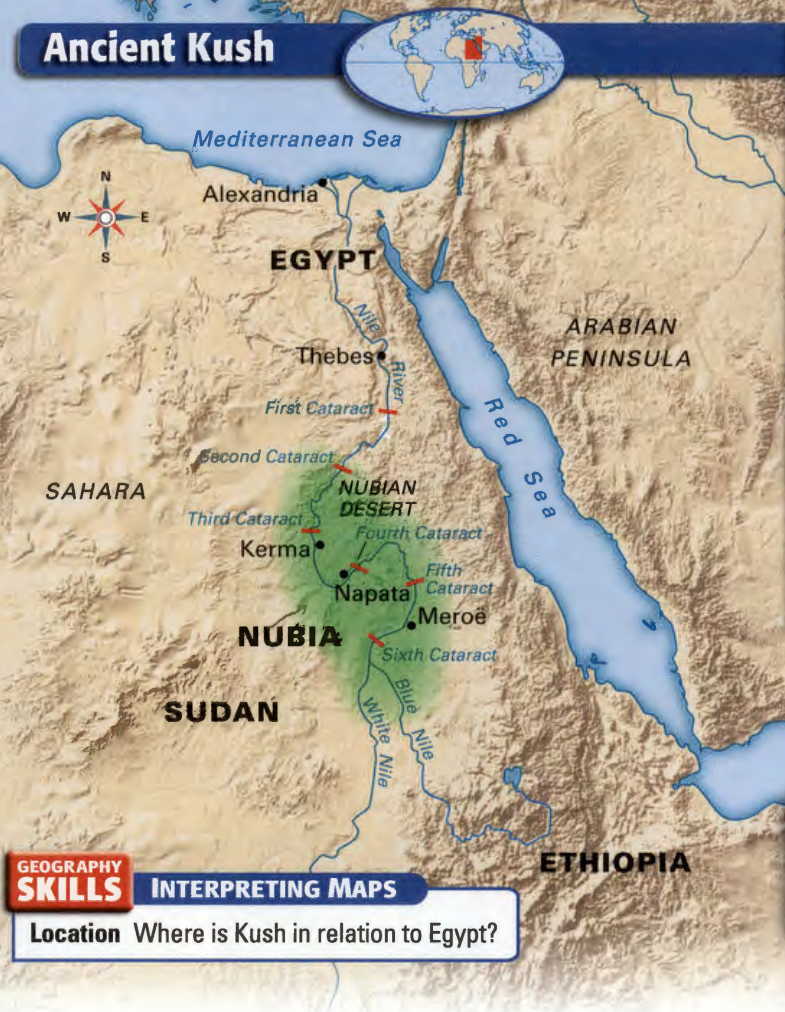 Ancient Kush
Mediterranean Sea
N
W
E
S
Alexandria
EGYPT
Nile
River
ARABIAN
PENINSULA
Thebes
First Cataract
Red Sea
Second Cataract
SAHARA
NUBIAN
DESERT
Third Cataract
Fourth Cataract
Kerma
Fifth
Cataract
Napata
Meroë
NUBIA
Sixth Cataract
SUDAN
White Nile
Blue Nile
ETHIOPIA
GEOGRAPHY
SKILLS
INTERPRETING MAPS
Location Where is Kush in relation to Egypt?